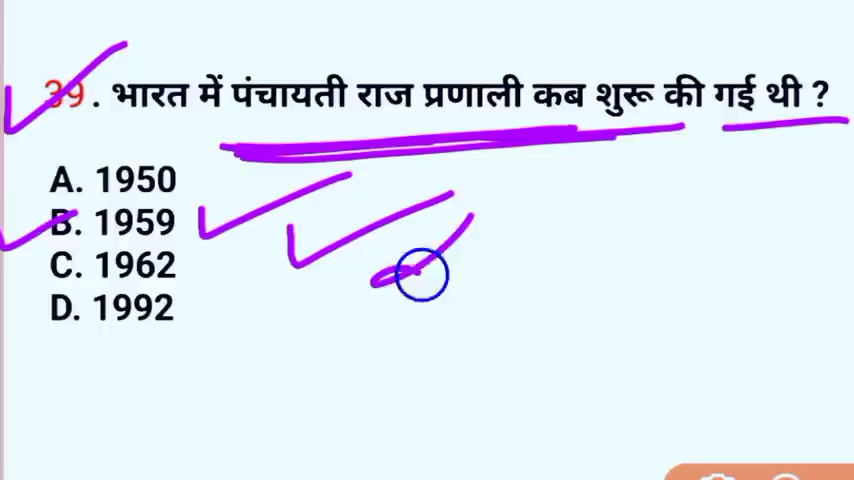 39. भारत में पंचायती राज प्रणाली कब शुरू की गई थी ?
A. 1950
B. 1959
C. 1962
D. 1992